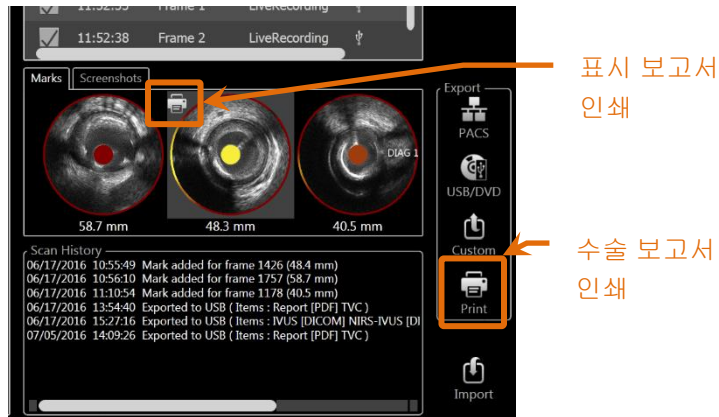 11:52:38 Frame 2 LiveRecording
표시 보고서
인쇄
Marks Screenshots
Export
PACS
DIAG 1
USB/DVD
58.7 mm 48.3 mm 40.5 mm
Custom
수술 보고서
인쇄
Scan History
06/17/2016 10:55:49 Mark added for frame 1426 (48.4 mm)
06/17/2016 10:56:10 Mark added for frame 1757 (58.7 mm)
06/17/2016 11:10:54 Mark added for frame 1178 (40.5 mm)
06/17/2016 13:54:40 Exported to USB ( Items : Report [PDF] TVC )
06/17/2016 15:27:16 Exported to USB ( Items : IVUS [DICOM] NIRS-IVUS [DI
07/05/2016 14:09:26 Exported to USB ( Items : Report [PDF] TVC )
Print
Import